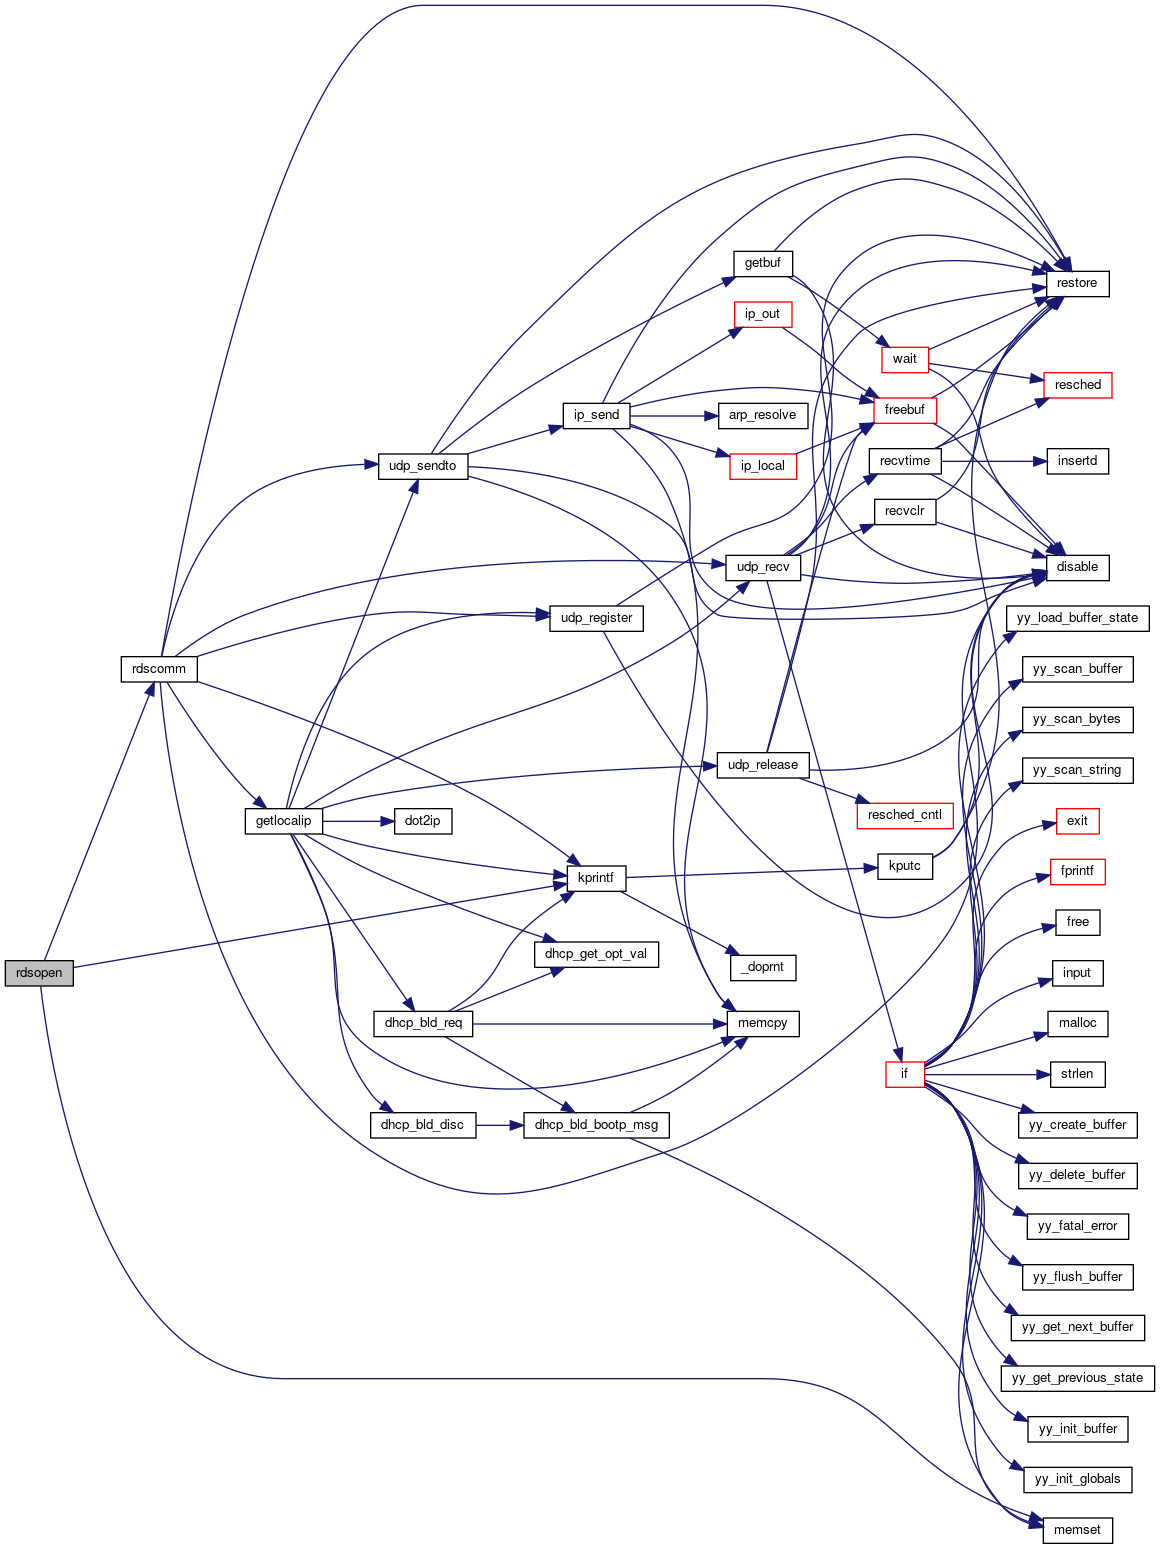 getbuf
restore
ip_out
wait
resched
ip_send
arp_resolve
freebuf
udp_sendto
ip_local
recvtime
insertd
recvclr
udp_recv
disable
udp_register
yy_load_buffer_state
rdscomm
yy_scan_buffer
yy_scan_bytes
udp_release
yy_scan_string
getlocalip
dot2ip
resched_cntl
exit
kprintf
kputc
fprintf
free
rdsopen
dhcp_get_opt_val
_doprnt
input
dhcp_bld_req
memcpy
malloc
if
strlen
dhcp_bld_disc
dhcp_bld_bootp_msg
yy_create_buffer
yy_delete_buffer
yy_fatal_error
yy_flush_buffer
yy_get_next_buffer
yy_get_previous_state
yy_init_buffer
yy_init_globals
memset